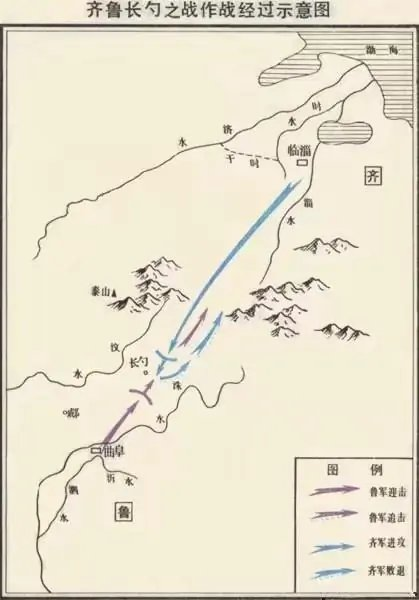 齐鲁长勺之战作战经过示意图
渤海
济水
时水
干时
临淄
齐
淄水
泰山
汶水
长勺
洙水
郕
曲阜
泗水
沂水
鲁
图例
鲁军迎击
鲁军追击
齐军进攻
齐军败退